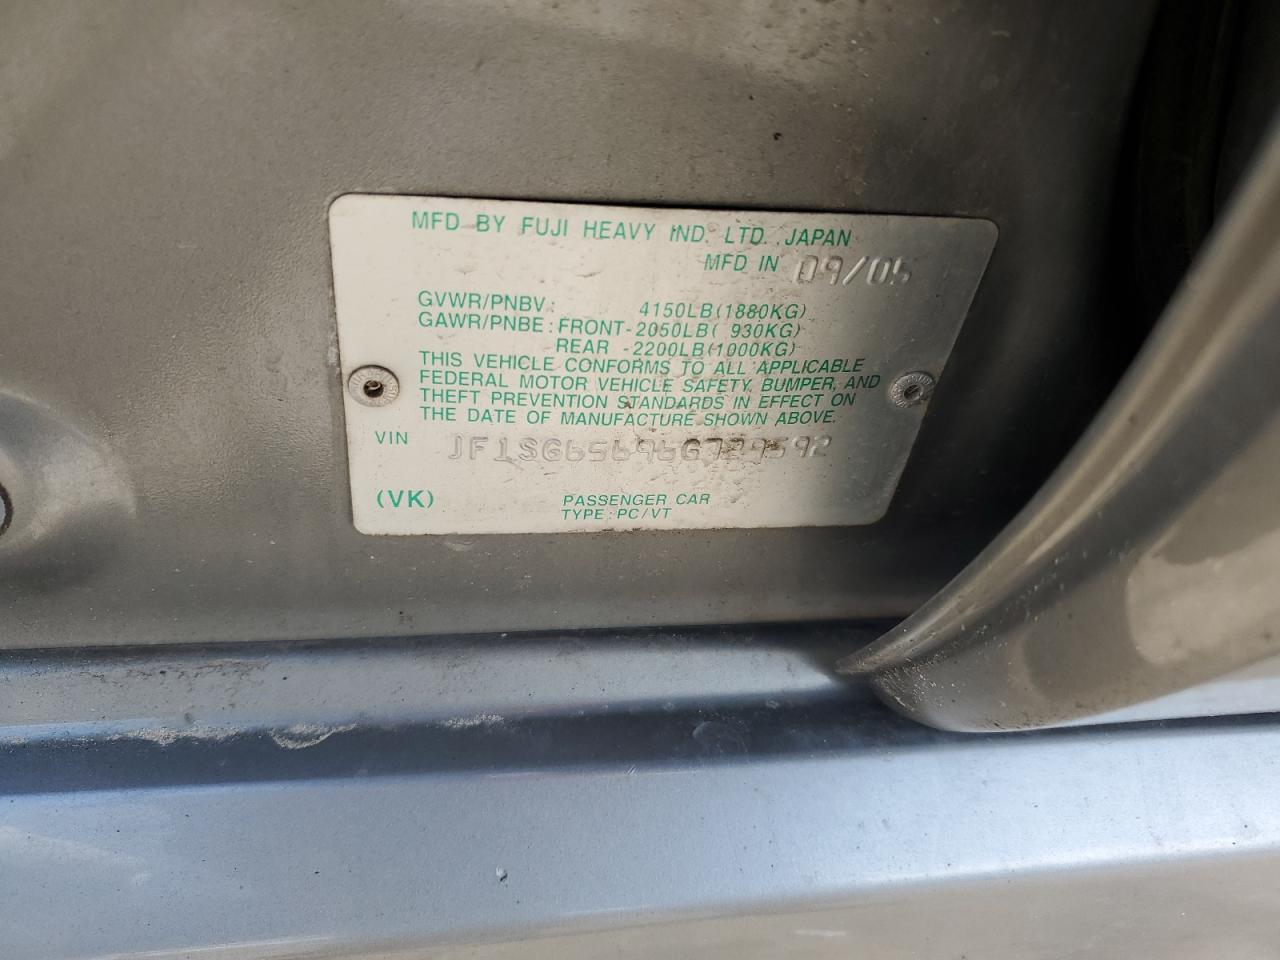 MFD BY FUJI HEAVY IND. LTD. JAPAN
MFD IN 09/05
GVWR/PNBV: 4150LB(1880KG)
GAWR/PNBE: FRONT-2050LB( 930KG)
REAR -2200LB(1000KG)
THIS VEHICLE CONFORMS TO ALL APPLICABLE
FEDERAL MOTOR VEHICLE SAFETY, BUMPER, AND
THEFT PREVENTION STANDARDS IN EFFECT ON
THE DATE OF MANUFACTURE SHOWN ABOVE.
VIN JF1SG65696G729592
(VK) PASSENGER CAR
TYPE: PC/VT